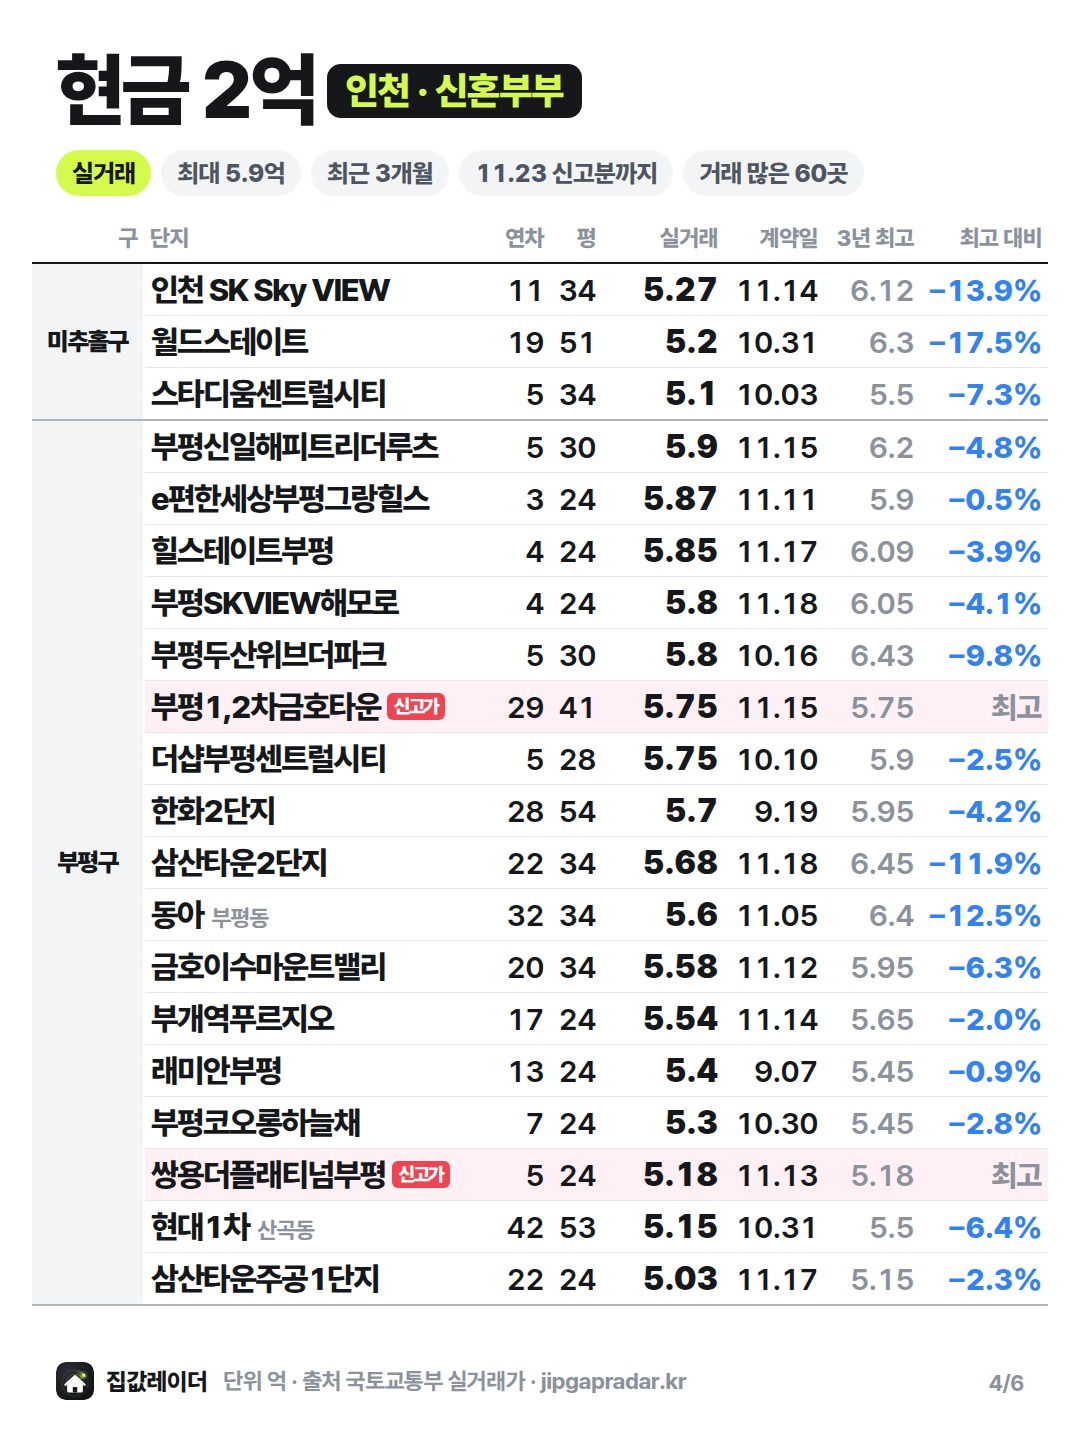 현금 2억 인천 · 신혼부부
실거래 최대 5.9억 최근 3개월 11.23 신고분까지 거래 많은 60곳
구 단지 연차 평 실거래 계약일 3년 최고 최고 대비
미추홀구
인천 SK Sky VIEW 11 34 5.27 11.14 6.12 −13.9%
월드스테이트 19 51 5.2 10.31 6.3 −17.5%
스타디움센트럴시티 5 34 5.1 10.03 5.5 −7.3%
부평구
부평신일해피트리더루츠 5 30 5.9 11.15 6.2 −4.8%
e편한세상부평그랑힐스 3 24 5.87 11.11 5.9 −0.5%
힐스테이트부평 4 24 5.85 11.17 6.09 −3.9%
부평SKVIEW해모로 4 24 5.8 11.18 6.05 −4.1%
부평두산위브더파크 5 30 5.8 10.16 6.43 −9.8%
부평1,2차금호타운 신고가 29 41 5.75 11.15 5.75 최고
더샵부평센트럴시티 5 28 5.75 10.10 5.9 −2.5%
한화2단지 28 54 5.7 9.19 5.95 −4.2%
삼산타운2단지 22 34 5.68 11.18 6.45 −11.9%
동아 부평동 32 34 5.6 11.05 6.4 −12.5%
금호이수마운트밸리 20 34 5.58 11.12 5.95 −6.3%
부개역푸르지오 17 24 5.54 11.14 5.65 −2.0%
래미안부평 13 24 5.4 9.07 5.45 −0.9%
부평코오롱하늘채 7 24 5.3 10.30 5.45 −2.8%
쌍용더플래티넘부평 신고가 5 24 5.18 11.13 5.18 최고
현대1차 산곡동 42 53 5.15 10.31 5.5 −6.4%
삼산타운주공1단지 22 24 5.03 11.17 5.15 −2.3%
집값레이더 단위 억 · 출처 국토교통부 실거래가 · jipgapradar.kr 4/6